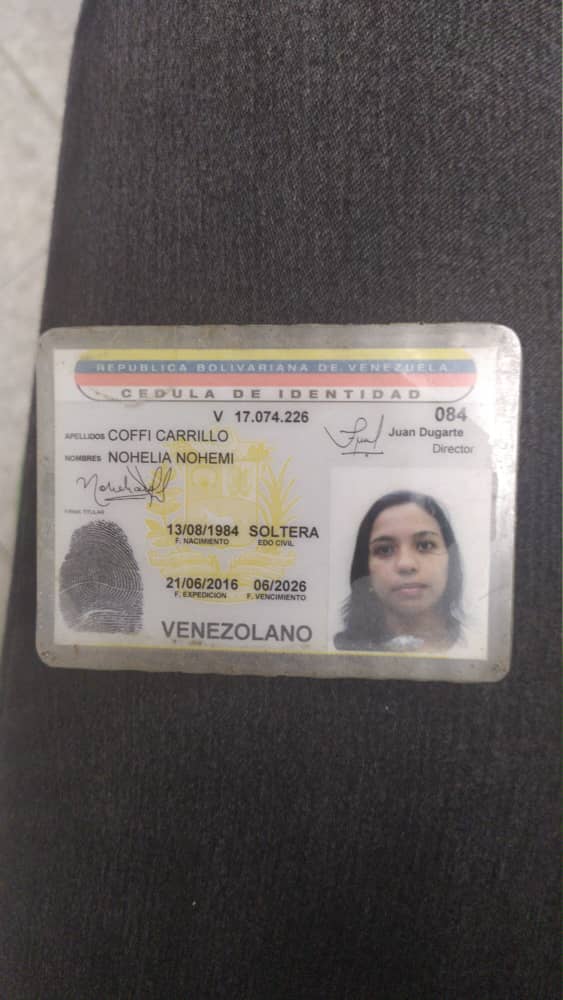 REPUBLICA BOLIVARIANA DE VENEZUELA
CEDULA DE IDENTIDAD
V 17.074.226 084
APELLIDOS COFFI CARRILLO Juan Dugarte
NOMBRES NOHELIA NOHEMI Director
FIRMA TITULAR
13/08/1984 SOLTERA
F. NACIMIENTO EDO CIVIL
21/06/2016 06/2026
F. EXPEDICION F. VENCIMIENTO
VENEZOLANO